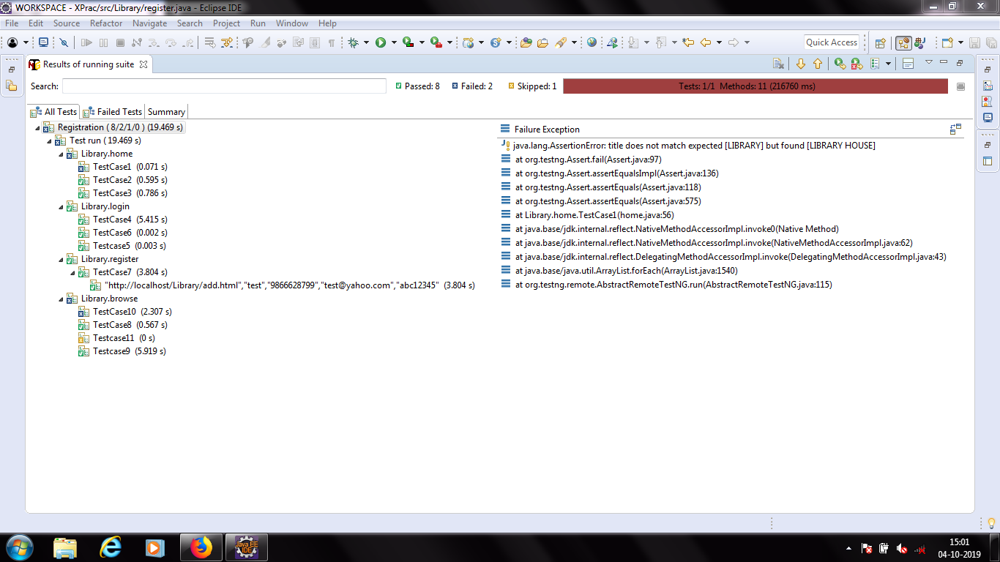 WORKSPACE - XPrac/src/Library/register.java - Eclipse IDE
File Edit Source Refactor Navigate Search Project Run Window Help
Quick Access
Results of running suite
Search: Passed: 8 Failed: 2 Skipped: 1 Tests: 1/1 Methods: 11 (216760 ms)
All Tests Failed Tests Summary
Registration ( 8/2/1/0 ) (19.469 s)
Test run ( 19.469 s)
Library.home
TestCase1 (0.071 s)
TestCase2 (0.595 s)
TestCase3 (0.786 s)
Library.login
TestCase4 (5.415 s)
TestCase6 (0.002 s)
Testcase5 (0.003 s)
Library.register
TestCase7 (3.804 s)
"http://localhost/Library/add.html","test","9866628799","test@yahoo.com","abc12345" (3.804 s)
Library.browse
TestCase10 (2.307 s)
TestCase8 (0.567 s)
Testcase11 (0 s)
Testcase9 (5.919 s)
Failure Exception
java.lang.AssertionError: title does not match expected [LIBRARY] but found [LIBRARY HOUSE]
at org.testng.Assert.fail(Assert.java:97)
at org.testng.Assert.assertEqualsImpl(Assert.java:136)
at org.testng.Assert.assertEquals(Assert.java:118)
at org.testng.Assert.assertEquals(Assert.java:575)
at Library.home.TestCase1(home.java:56)
at java.base/jdk.internal.reflect.NativeMethodAccessorImpl.invoke0(Native Method)
at java.base/jdk.internal.reflect.NativeMethodAccessorImpl.invoke(NativeMethodAccessorImpl.java:62)
at java.base/jdk.internal.reflect.DelegatingMethodAccessorImpl.invoke(DelegatingMethodAccessorImpl.java:43)
at java.base/java.util.ArrayList.forEach(ArrayList.java:1540)
at org.testng.remote.AbstractRemoteTestNG.run(AbstractRemoteTestNG.java:115)
Java EE
IDE
15:01
04-10-2019